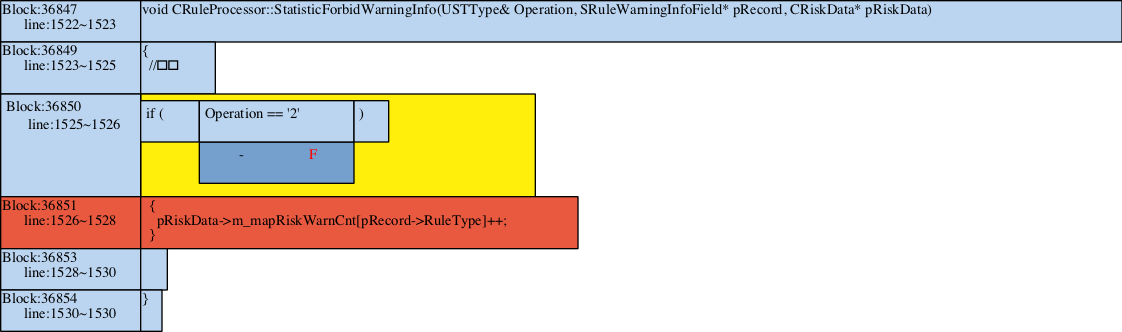 Block:36847
line:1522~1523
void CRuleProcessor::StatisticForbidWarningInfo(USTType& Operation, SRuleWarningInfoField* pRecord, CRiskData* pRiskData)
Block:36849
line:1523~1525
{
//□□
Block:36850
line:1525~1526
if ( Operation == '2' )
- F
Block:36851
line:1526~1528
{
pRiskData->m_mapRiskWarnCnt[pRecord->RuleType]++;
}
Block:36853
line:1528~1530
Block:36854
line:1530~1530
}